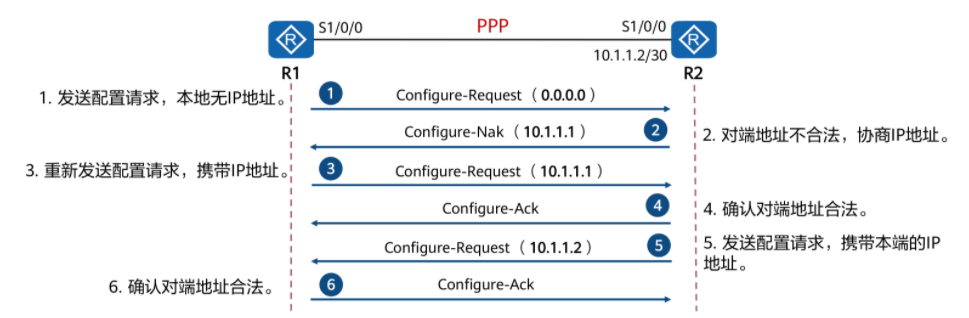 S1/0/0 PPP S1/0/0
R R
10.1.1.2/30
R1 R2
1. 发送配置请求，本地无IP地址。 1 Configure-Request（0.0.0.0）
Configure-Nak（10.1.1.1） 2 2. 对端地址不合法，协商IP地址。
3. 重新发送配置请求，携带IP地址。 3 Configure-Request（10.1.1.1）
Configure-Ack 4 4. 确认对端地址合法。
Configure-Request（10.1.1.2） 5 5. 发送配置请求，携带本端的IP
地址。
6. 确认对端地址合法。 6 Configure-Ack